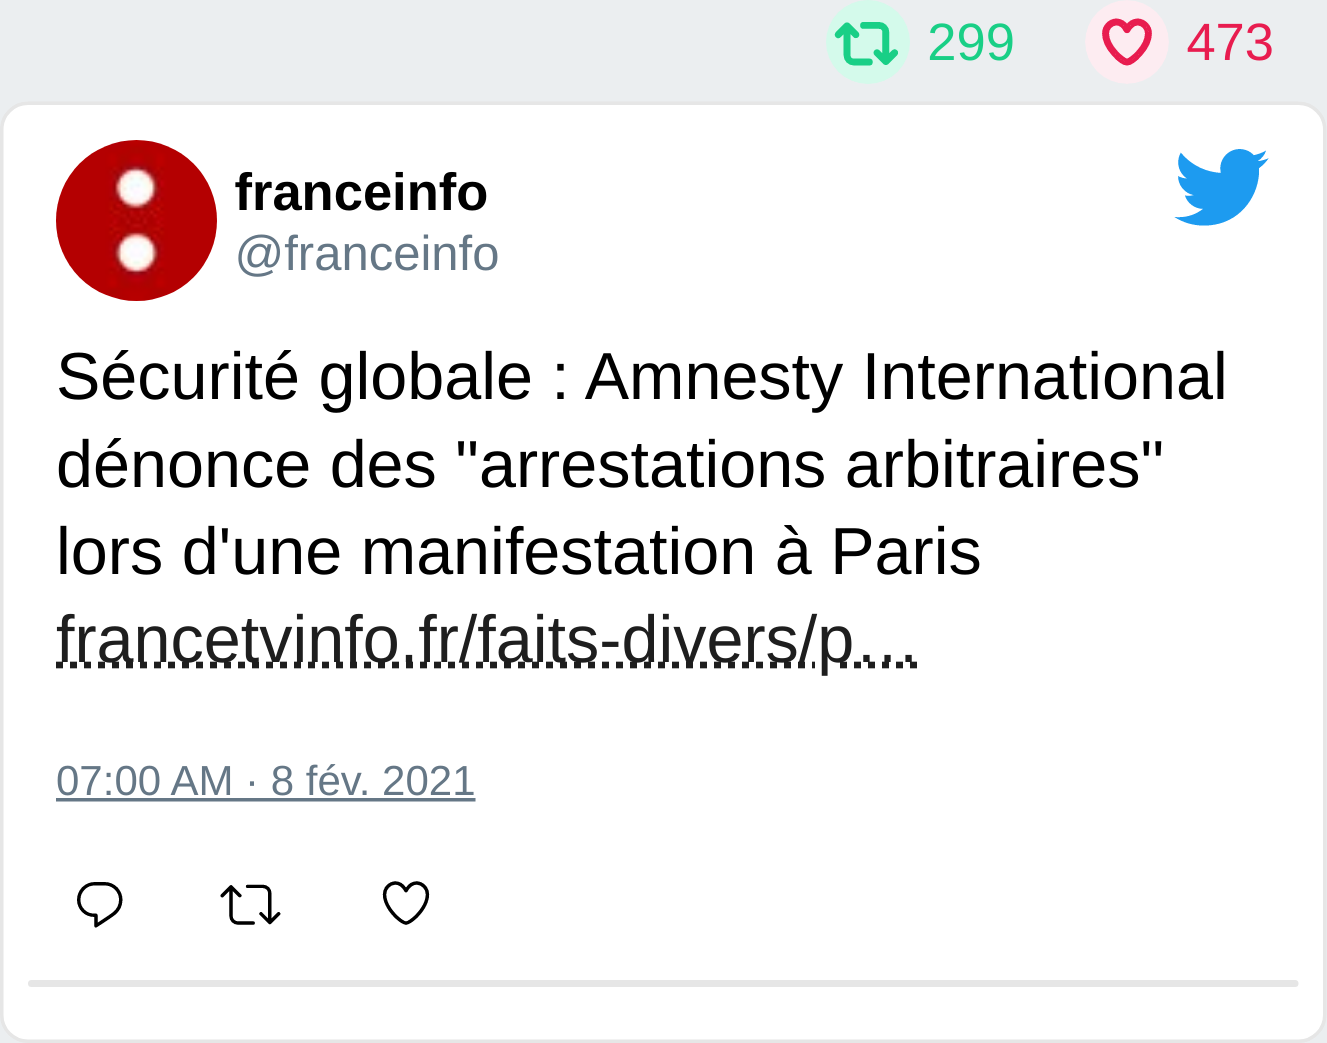 299 473
franceinfo
@franceinfo
Sécurité globale : Amnesty International
dénonce des "arrestations arbitraires"
lors d'une manifestation à Paris
francetvinfo.fr/faits-divers/p...
07:00 AM · 8 fév. 2021